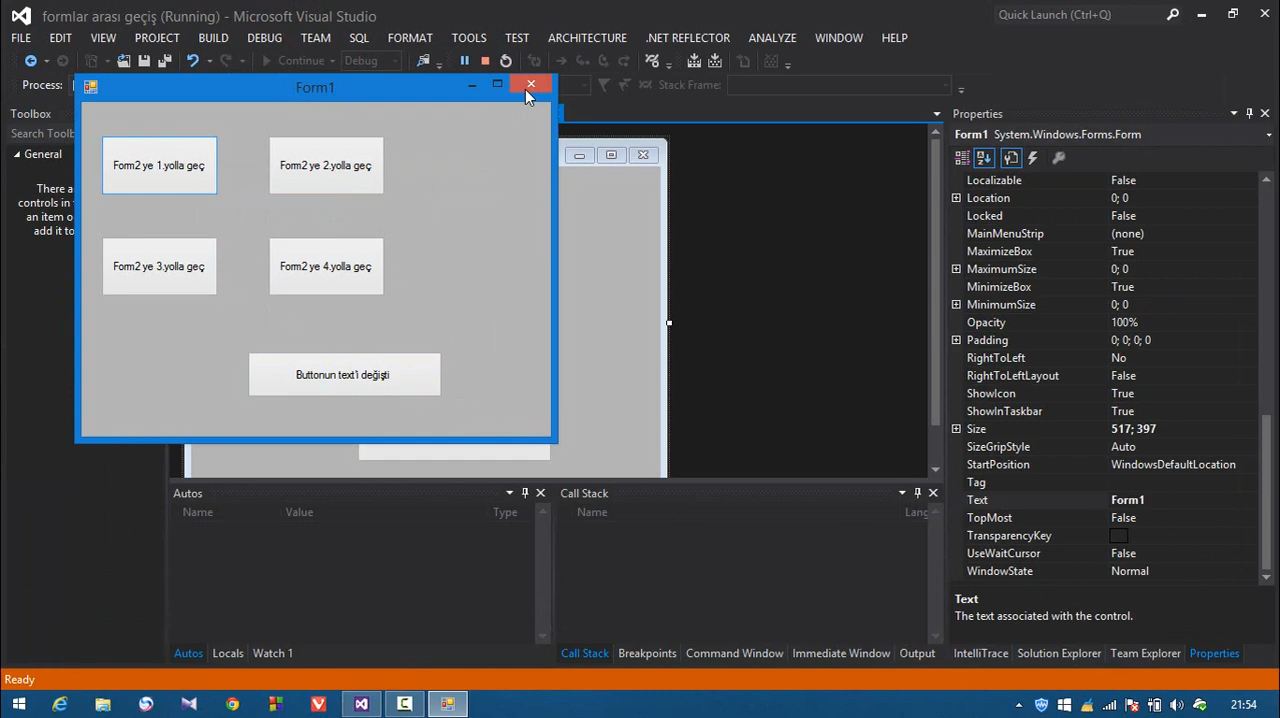 formlar arası geçiş (Running) - Microsoft Visual Studio
Quick Launch (Ctrl+Q)
FILE EDIT VIEW PROJECT BUILD DEBUG TEAM SQL FORMAT TOOLS TEST ARCHITECTURE .NET REFLECTOR ANALYZE WINDOW HELP
Continue Debug
Process: Stack Frame:
Form1
Toolbox
Search Toolb
General
There a
controls in t
an item o
add it to
Form2 ye 1.yolla geç
Form2 ye 2.yolla geç
Form2 ye 3.yolla geç
Form2 ye 4.yolla geç
Buttonun text'i değişti
Properties
Form1 System.Windows.Forms.Form
Localizable False
Location 0; 0
Locked False
MainMenuStrip (none)
MaximizeBox True
MaximumSize 0; 0
MinimizeBox True
MinimumSize 0; 0
Opacity 100%
Padding 0; 0; 0; 0
RightToLeft No
RightToLeftLayout False
ShowIcon True
ShowInTaskbar True
Size 517; 397
SizeGripStyle Auto
StartPosition WindowsDefaultLocation
Tag
Text Form1
TopMost False
TransparencyKey
UseWaitCursor False
WindowState Normal
Text
The text associated with the control.
Autos
Name Value Type
Call Stack
Name Lang
Autos Locals Watch 1
Call Stack Breakpoints Command Window Immediate Window Output
IntelliTrace Solution Explorer Team Explorer Properties
Ready
21:54